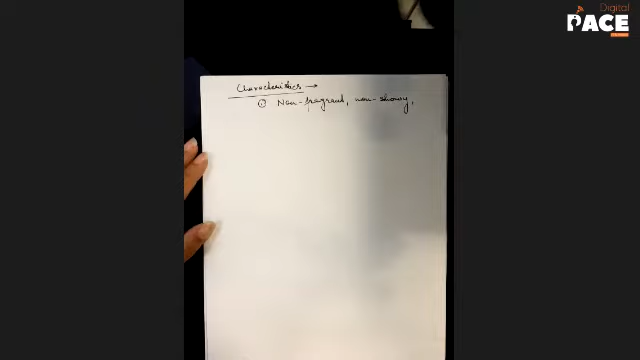 Digital
PACE
Characteristics →
① Non-fragrant, non-showy,